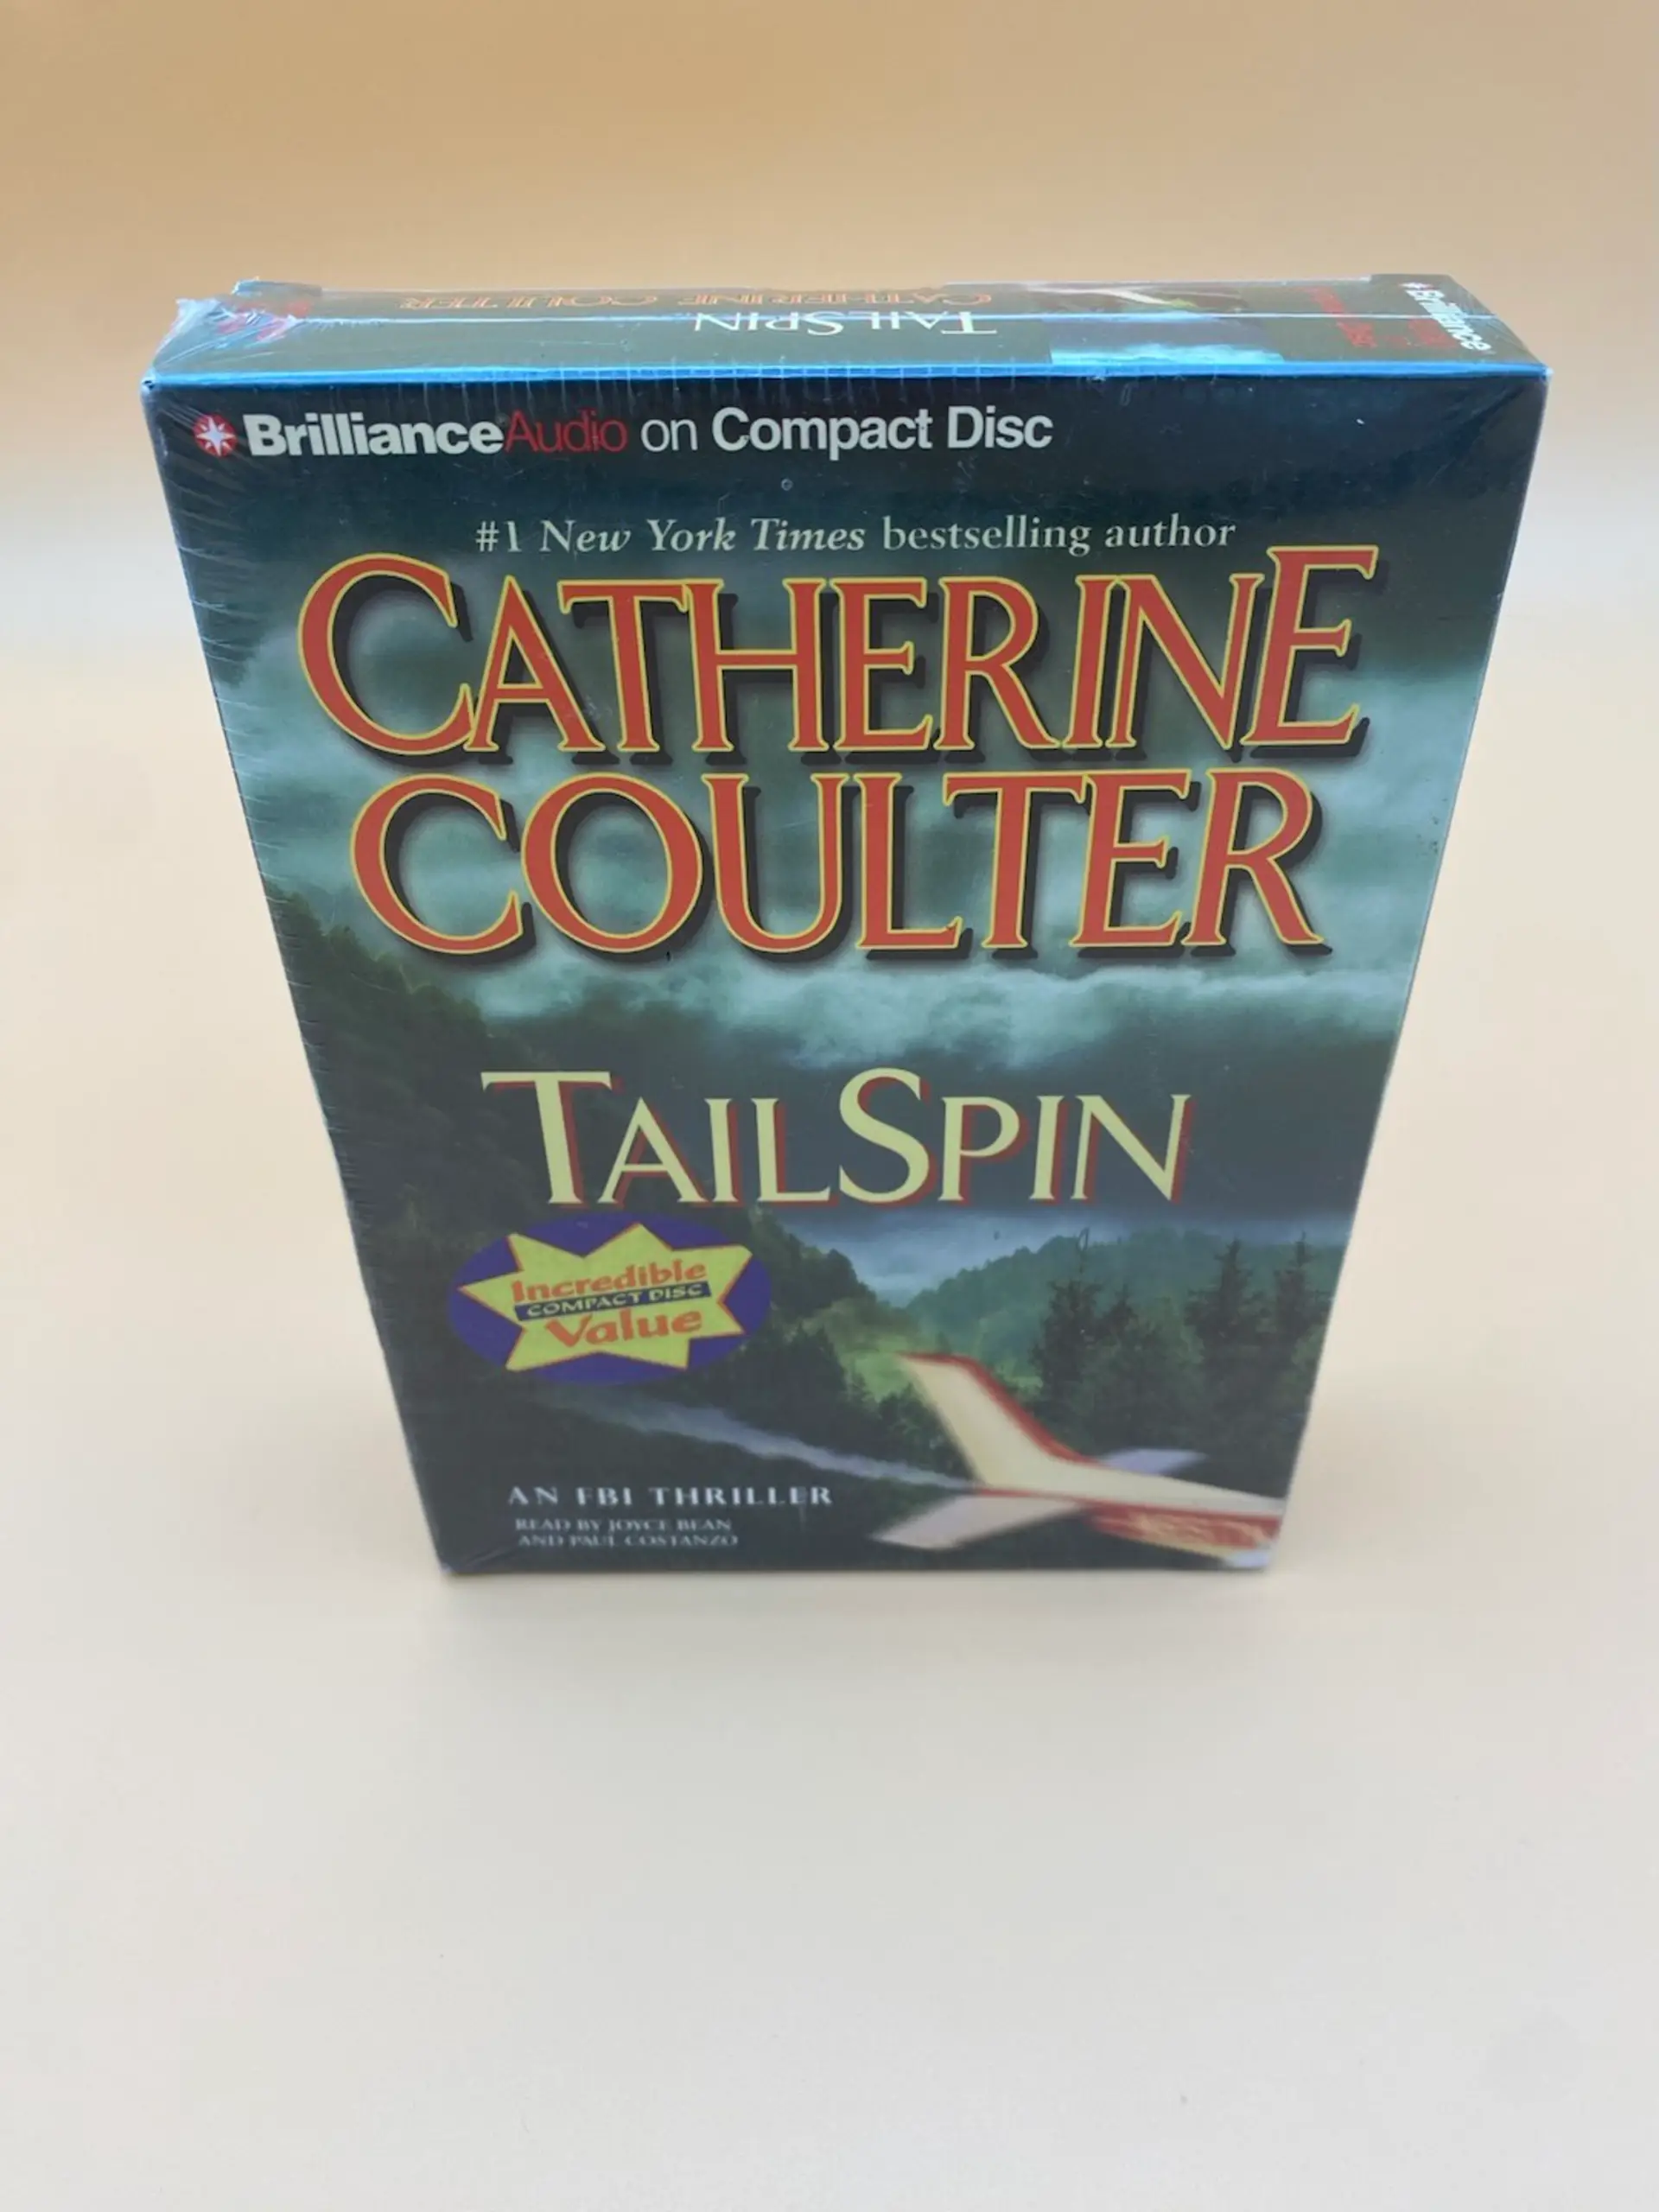 CATHERINE COULTER
TAILSPIN
Brilliance
BrillianceAudio on Compact Disc
#1 New York Times bestselling author
CATHERINE
COULTER
TAILSPIN
Incredible
COMPACT DISC
Value
AN FBI THRILLER
READ BY JOYCE BEAN
AND PAUL COSTANZO